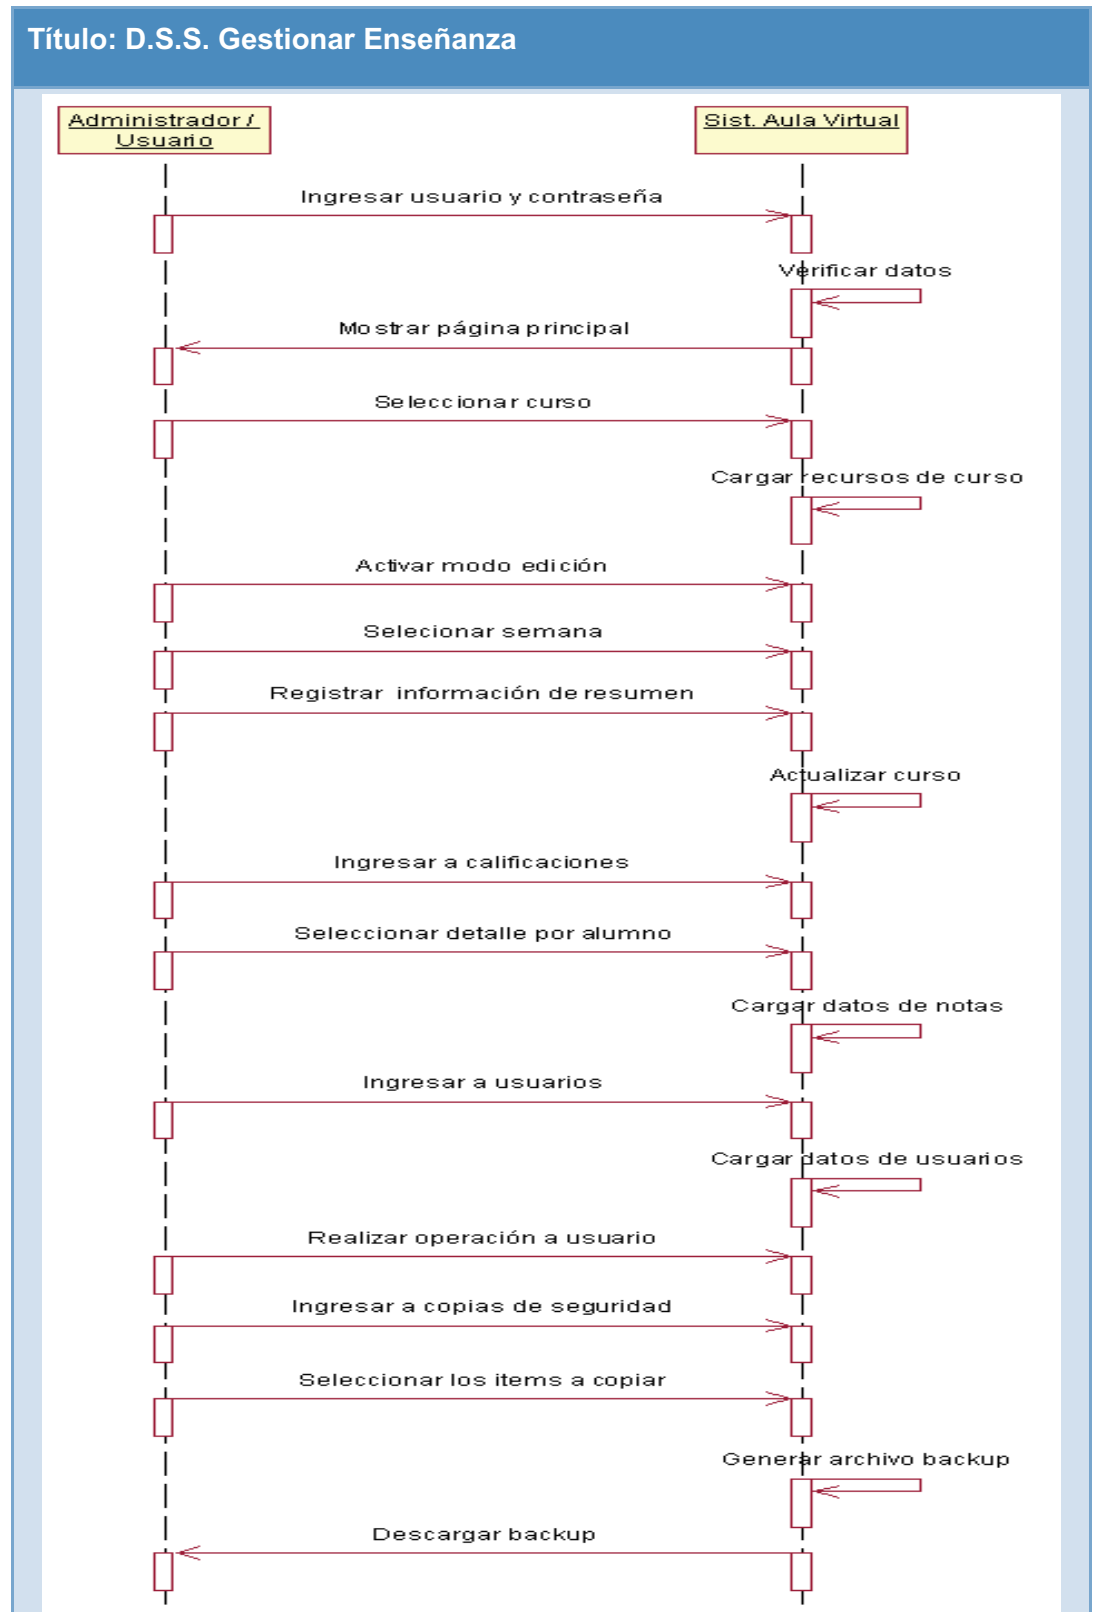 Título: D.S.S. Gestionar Enseñanza
Administrador /
Usuario
Sist. Aula Virtual
Ingresar usuario y contraseña
Verificar datos
Mostrar página principal
Seleccionar curso
Cargar recursos de curso
Activar modo edición
Selecionar semana
Registrar información de resumen
Actualizar curso
Ingresar a calificaciones
Seleccionar detalle por alumno
Cargar datos de notas
Ingresar a usuarios
Cargar datos de usuarios
Realizar operación a usuario
Ingresar a copias de seguridad
Seleccionar los items a copiar
Generar archivo backup
Descargar backup